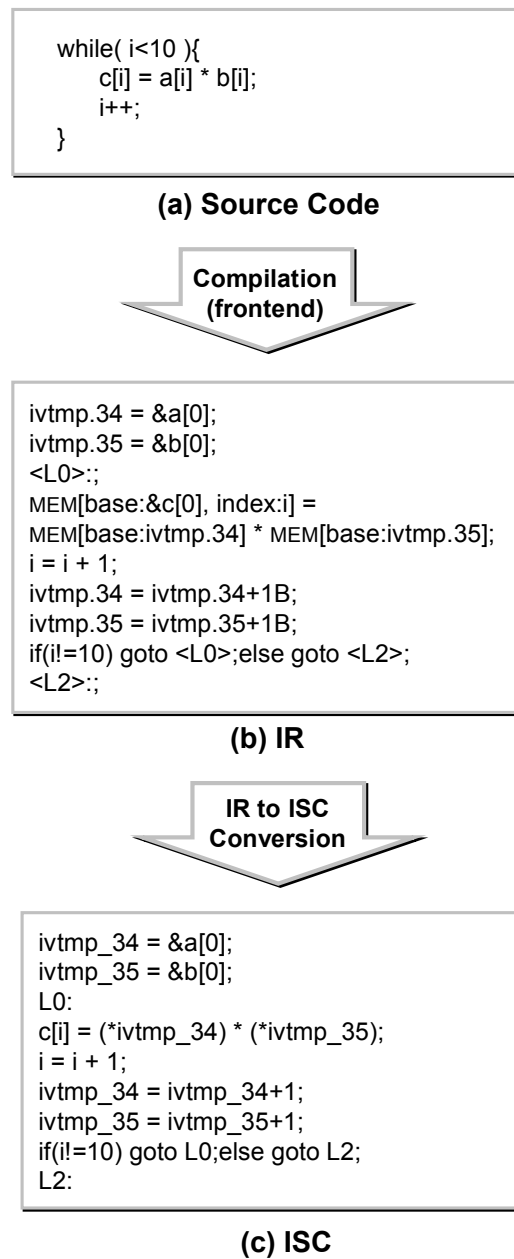 while( i<10 ){
c[i] = a[i] * b[i];
i++;
}
(a) Source Code
Compilation
(frontend)
ivtmp.34 = &a[0];
ivtmp.35 = &b[0];
<L0>:;
MEM[base:&c[0], index:i] =
MEM[base:ivtmp.34] * MEM[base:ivtmp.35];
i = i + 1;
ivtmp.34 = ivtmp.34+1B;
ivtmp.35 = ivtmp.35+1B;
if(i!=10) goto <L0>;else goto <L2>;
<L2>:;
(b) IR
IR to ISC
Conversion
ivtmp_34 = &a[0];
ivtmp_35 = &b[0];
L0:
c[i] = (*ivtmp_34) * (*ivtmp_35);
i = i + 1;
ivtmp_34 = ivtmp_34+1;
ivtmp_35 = ivtmp_35+1;
if(i!=10) goto L0;else goto L2;
L2:
(c) ISC